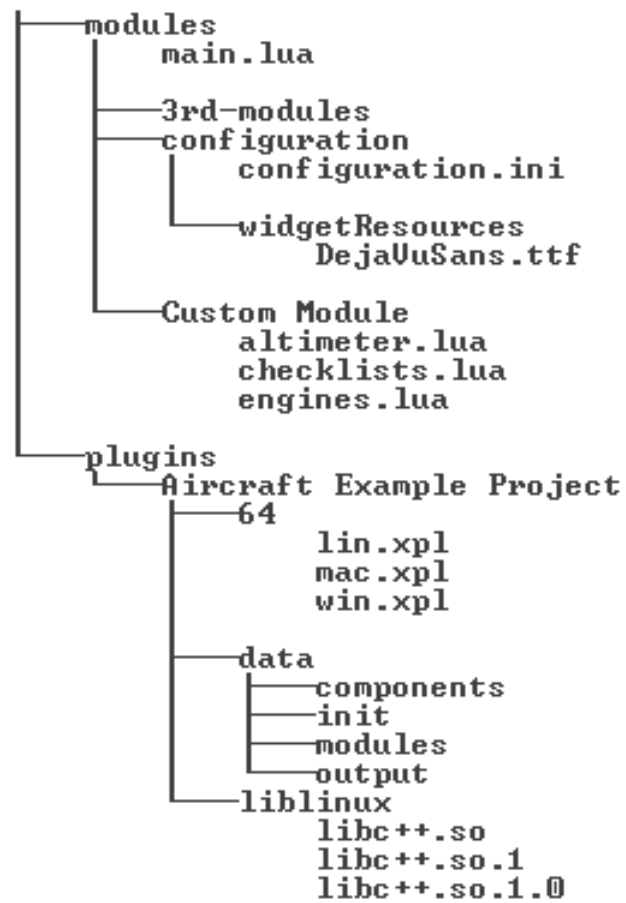 modules
main.lua
3rd-modules
configuration
configuration.ini
widgetResources
DejaVuSans.ttf
Custom Module
altimeter.lua
checklists.lua
engines.lua
plugins
Aircraft Example Project
64
lin.xpl
mac.xpl
win.xpl
data
components
init
modules
output
liblinux
libc++.so
libc++.so.1
libc++.so.1.0